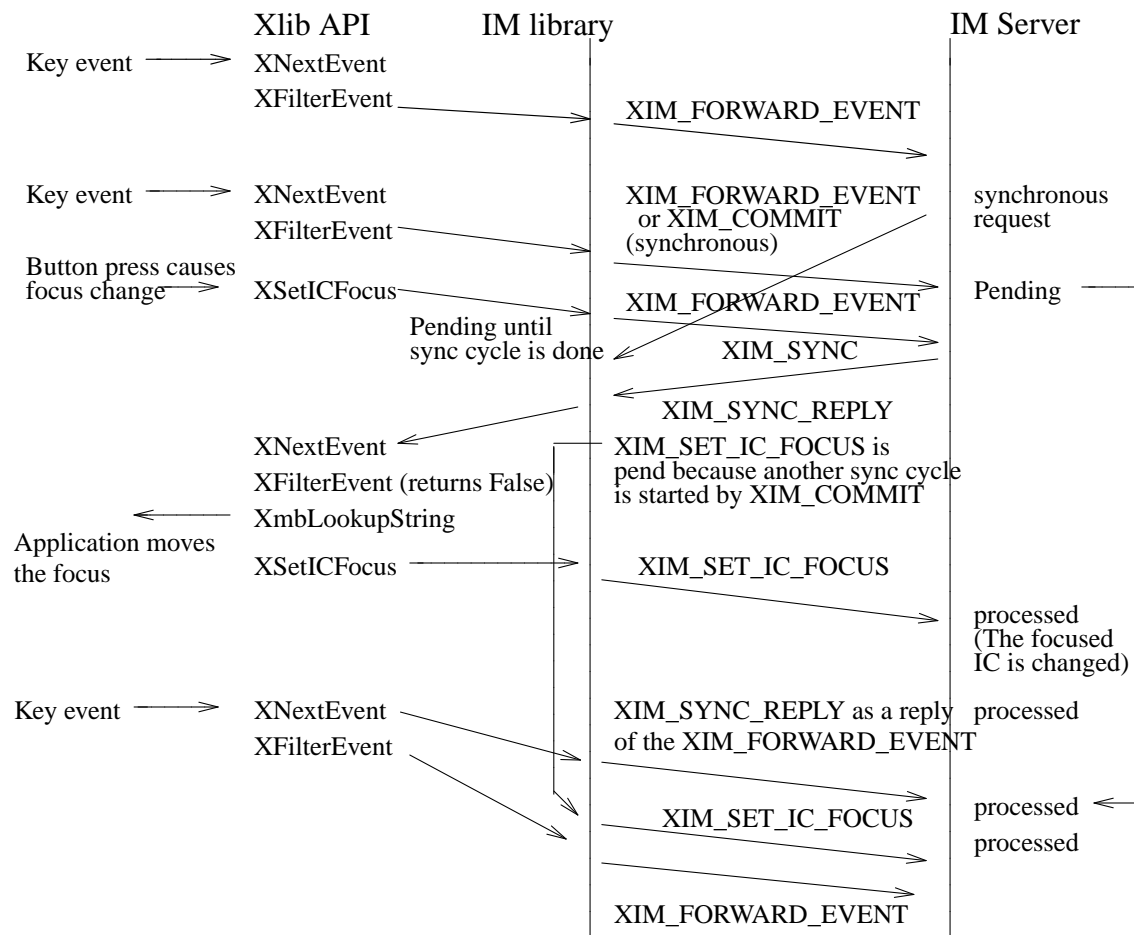 Xlib API IM library IM Server
Key event XNextEvent
XFilterEvent
XIM_FORWARD_EVENT
Key event XNextEvent XIM_FORWARD_EVENT synchronous
or XIM_COMMIT request
XFilterEvent (synchronous)
Button press causes
focus change XSetICFocus Pending
XIM_FORWARD_EVENT
Pending until
sync cycle is done XIM_SYNC
XIM_SYNC_REPLY
XNextEvent XIM_SET_IC_FOCUS is
pend because another sync cycle
XFilterEvent (returns False) is started by XIM_COMMIT
XmbLookupString
Application moves
the focus XSetICFocus XIM_SET_IC_FOCUS
processed
(The focused
IC is changed)
Key event XNextEvent XIM_SYNC_REPLY as a reply processed
XFilterEvent of the XIM_FORWARD_EVENT
processed
XIM_SET_IC_FOCUS
processed
XIM_FORWARD_EVENT